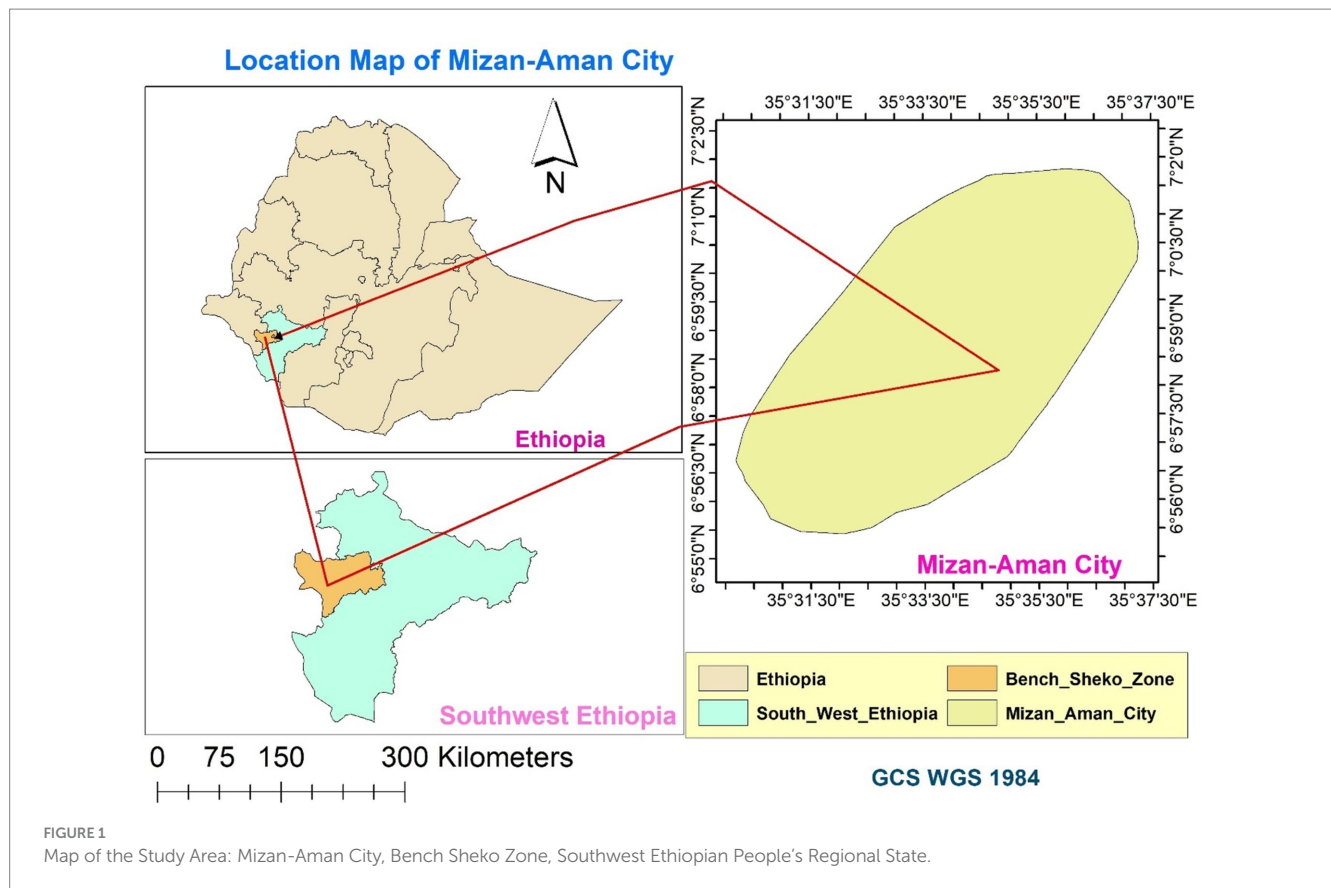 Location Map of Mizan-Aman City
N
Ethiopia
Southwest Ethiopia
0 75 150 300 Kilometers
35°31'30"E 35°33'30"E 35°35'30"E 35°37'30"E
7°2'30"N
7°1'0"N
6°59'30"N
6°58'0"N
6°56'30"N
6°55'0"N
7°2'0"N
7°0'30"N
6°59'0"N
6°57'30"N
6°56'0"N
Mizan-Aman City
35°31'30"E 35°33'30"E 35°35'30"E 35°37'30"E
Ethiopia Bench_Sheko_Zone
South_West_Ethiopia Mizan_Aman_City
GCS WGS 1984
FIGURE 1
Map of the Study Area: Mizan-Aman City, Bench Sheko Zone, Southwest Ethiopian People's Regional State.